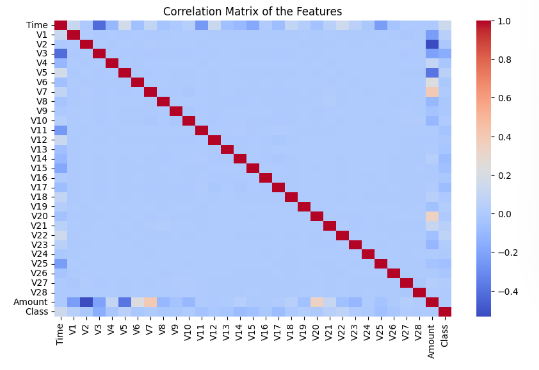 Correlation Matrix of the Features
Time
V1
V2
V3
V4
V5
V6
V7
V8
V9
V10
V11
V12
V13
V14
V15
V16
V17
V18
V19
V20
V21
V22
V23
V24
V25
V26
V27
V28
Amount
Class
Time V1 V2 V3 V4 V5 V6 V7 V8 V9 V10 V11 V12 V13 V14 V15 V16 V17 V18 V19 V20 V21 V22 V23 V24 V25 V26 V27 V28 Amount Class
1.0
0.8
0.6
0.4
0.2
0.0
−0.2
−0.4